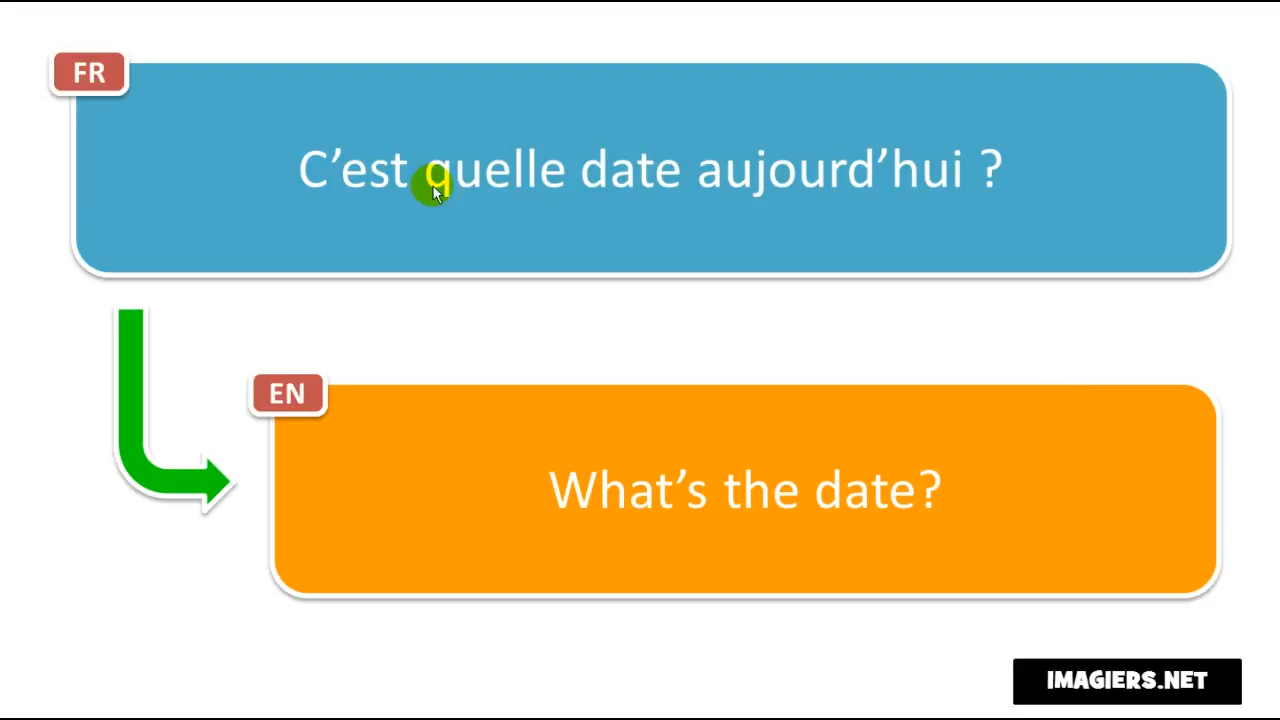 FR
C’est quelle date aujourd’hui ?
EN
What’s the date?
IMAGIERS.NET